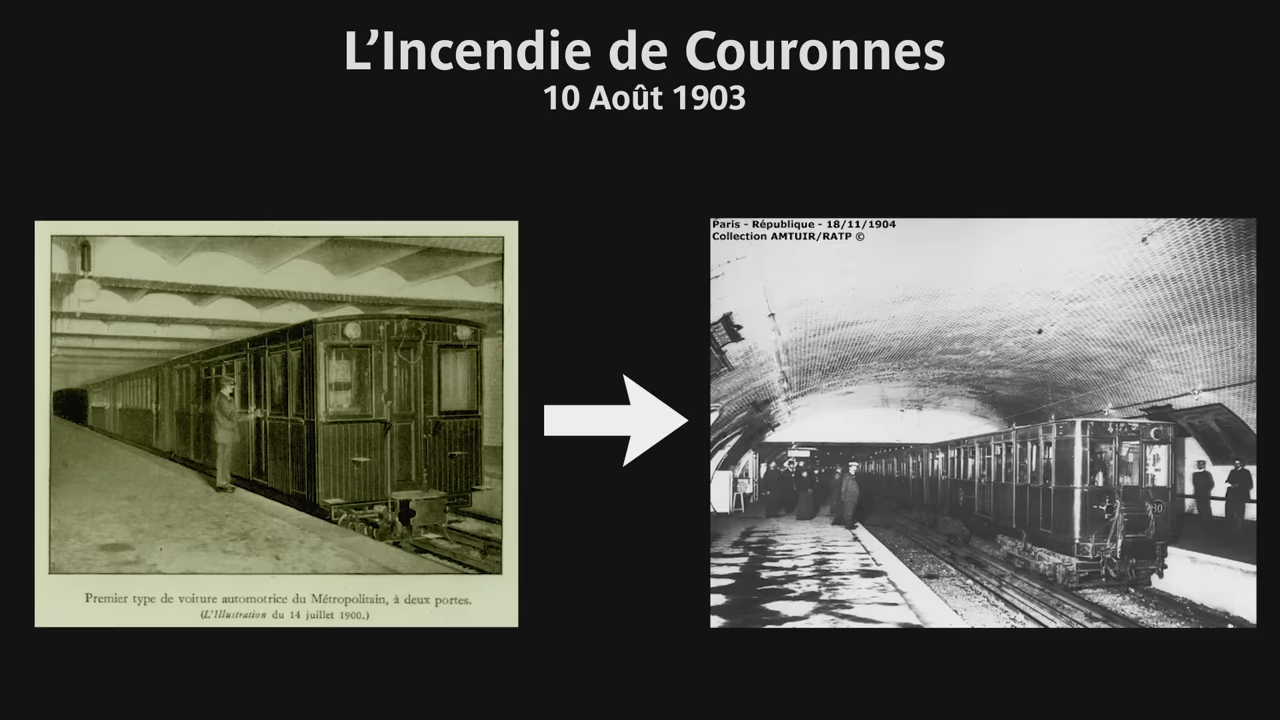 L’Incendie de Couronnes
10 Août 1903
Paris - République - 18/11/1904
Collection AMTUIR/RATP ©
Premier type de voiture automotrice du Métropolitain, à deux portes.
(L’Illustration du 14 juillet 1900.)